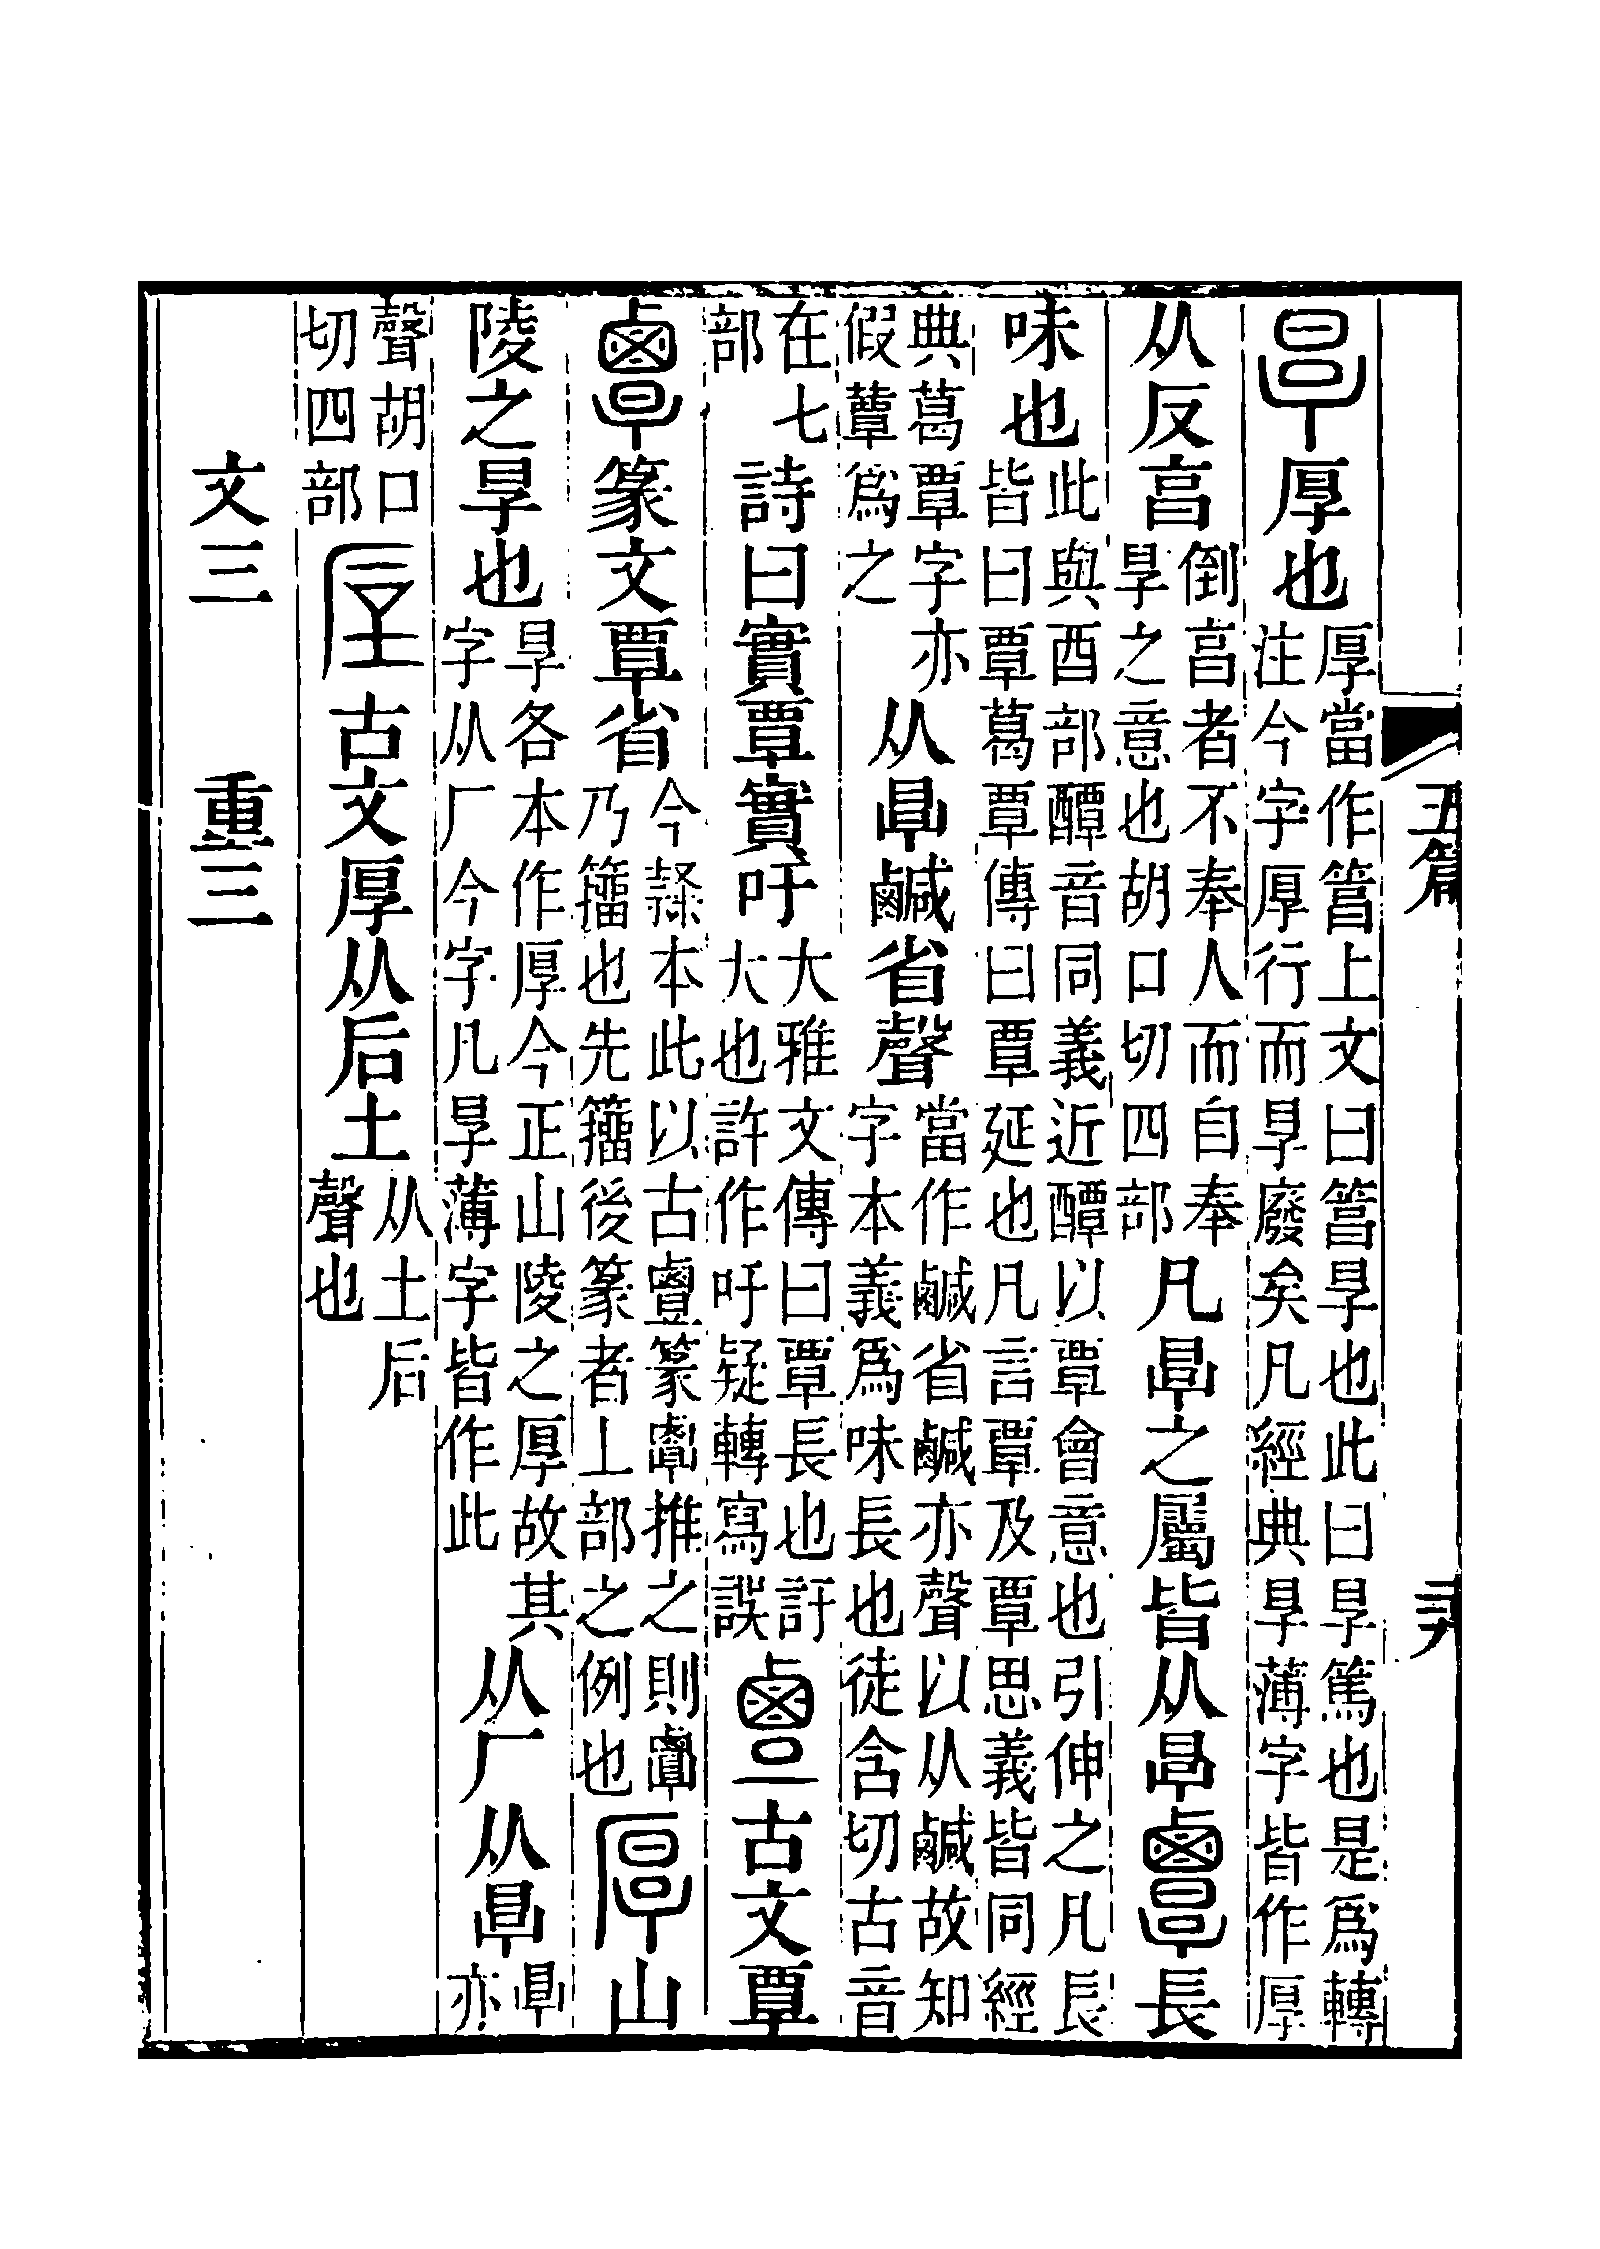 五篇
㫗厚也厚當作䈞上文曰䈞㫗也此曰㫗篤也是爲轉注今字厚行而㫗廢矣凡經典㫗薄字皆作厚
从反亯倒亯者不奉人而自奉㫗之意也胡口切四部凡㫗之屬皆从㫗覃長
味也此與酉部醰音同義近醰以覃會意也引伸之凡長皆曰覃葛覃傳曰覃延也凡言覃及覃思義皆同經
典葛覃字亦假蕈爲之从㫗鹹省聲當作鹹省鹹亦聲以从鹹故知字本義爲味長也徒含切古音
在七部詩曰實覃實吁大雅文傳曰覃長也訏大也許作吁疑轉寫誤古文覃
篆文覃省今隸本此以古篆推之則乃籒也先籒後篆者上部之例也厚山
陵之㫗也㫗各本作厚今正山陵之厚故其字从厂今字凡㫗薄字皆作此从厂从㫗㫗亦
聲胡口切四部垕古文厚从后土从土后聲也
文三　重三